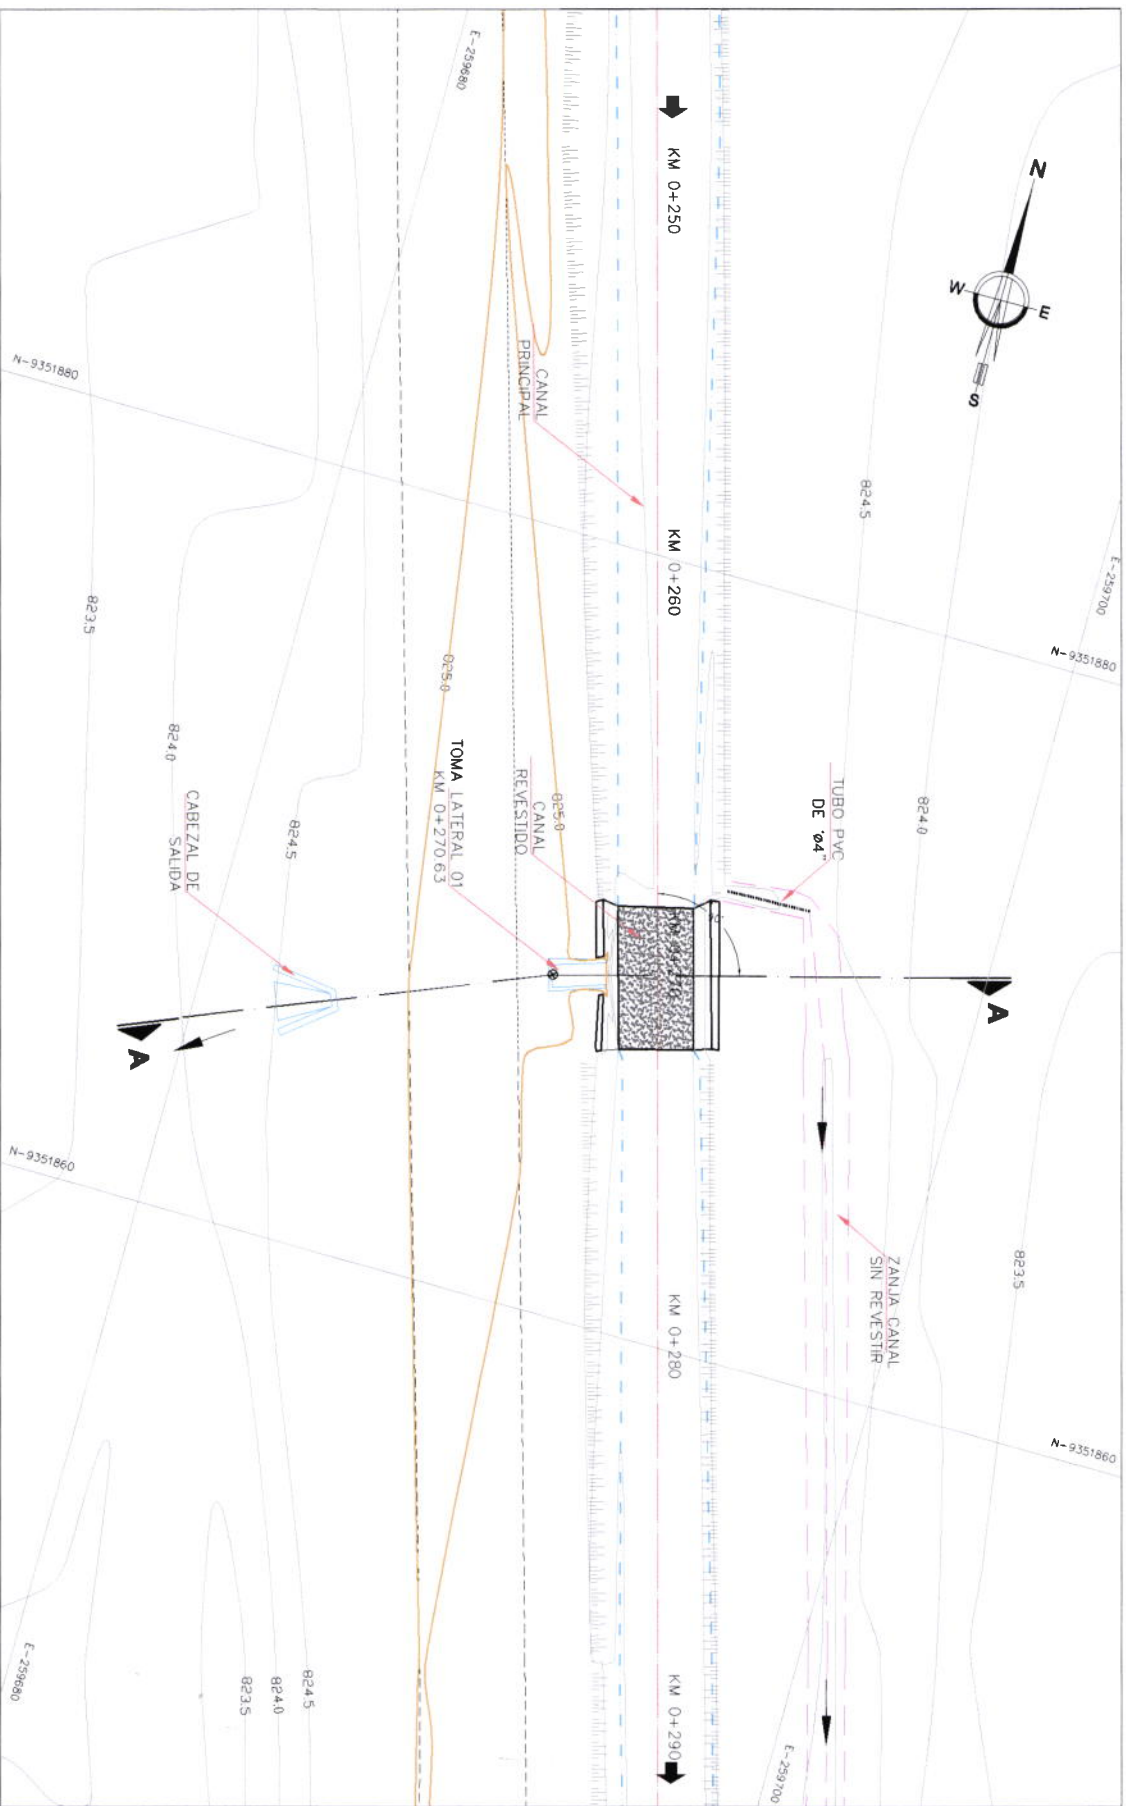 N
W
E
S
KM 0+250
E-259680
N-9351880
CANAL
PRINCIPAL
824.5
E-259700
N-9351880
KM 0+260
823.5
825.0
824.0
824.0
TUBO PVC
DE Ø4"
825.0
CANAL
REVESTIDO
TOMA LATERAL 01
KM 0+270.63
824.5
CABEZAL DE
SALIDA
A
A
N-9351860
823.5
ZANJA CANAL
SIN REVESTIR
KM 0+280
N-9351860
KM 0+290
E-259700
E-259680
824.5
824.0
823.5